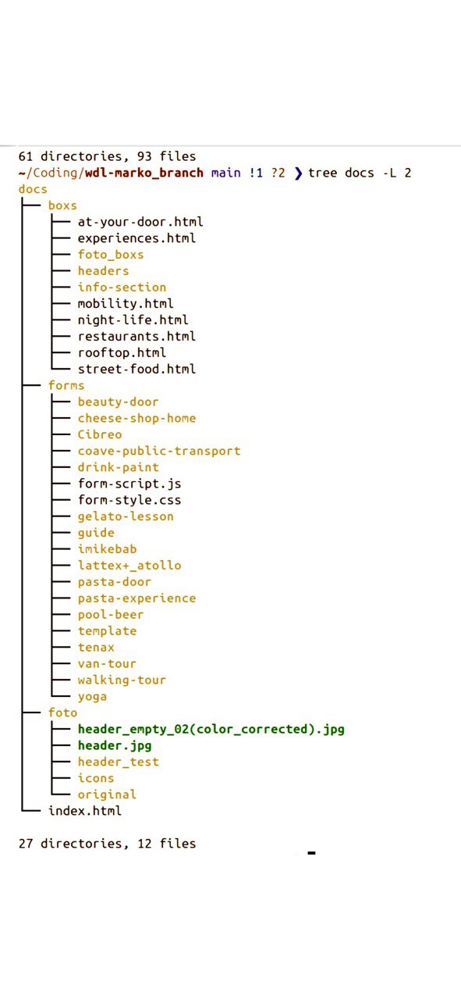 61 directories, 93 files
~/Coding/wdl-marko_branch main !1 ?2 ❯ tree docs -L 2
docs
├── boxs
│   ├── at-your-door.html
│   ├── experiences.html
│   ├── foto_boxs
│   ├── headers
│   ├── info-section
│   ├── mobility.html
│   ├── night-life.html
│   ├── restaurants.html
│   ├── rooftop.html
│   └── street-food.html
├── forms
│   ├── beauty-door
│   ├── cheese-shop-home
│   ├── Cibreo
│   ├── coave-public-transport
│   ├── drink-paint
│   ├── form-script.js
│   ├── form-style.css
│   ├── gelato-lesson
│   ├── guide
│   ├── imikebab
│   ├── lattex+_atollo
│   ├── pasta-door
│   ├── pasta-experience
│   ├── pool-beer
│   ├── template
│   ├── tenax
│   ├── van-tour
│   ├── walking-tour
│   └── yoga
├── foto
│   ├── header_empty_02(color_corrected).jpg
│   ├── header.jpg
│   ├── header_test
│   ├── icons
│   └── original
└── index.html
27 directories, 12 files